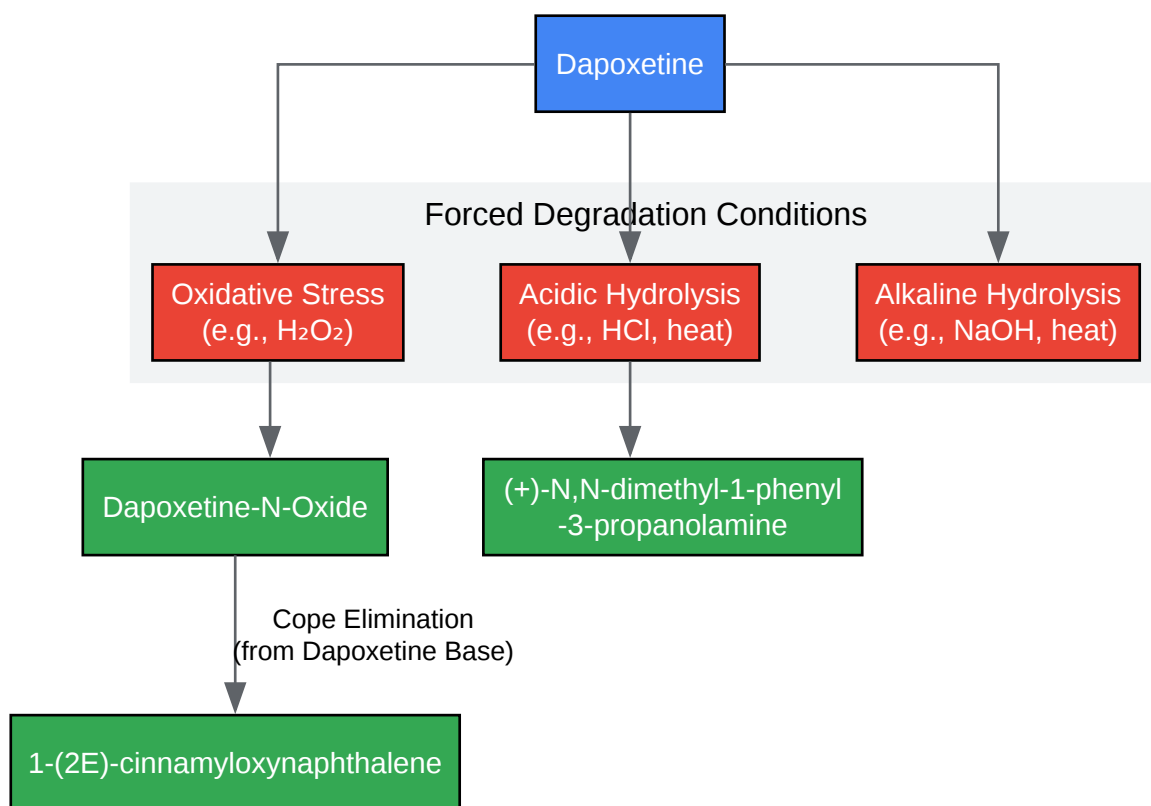 Dapoxetine
Forced Degradation Conditions
Oxidative Stress
(e.g., H₂O₂)
Acidic Hydrolysis
(e.g., HCl, heat)
Alkaline Hydrolysis
(e.g., NaOH, heat)
Dapoxetine-N-Oxide
(+)-N,N-dimethyl-1-phenyl
-3-propanolamine
Cope Elimination
(from Dapoxetine Base)
1-(2E)-cinnamyloxynaphthalene